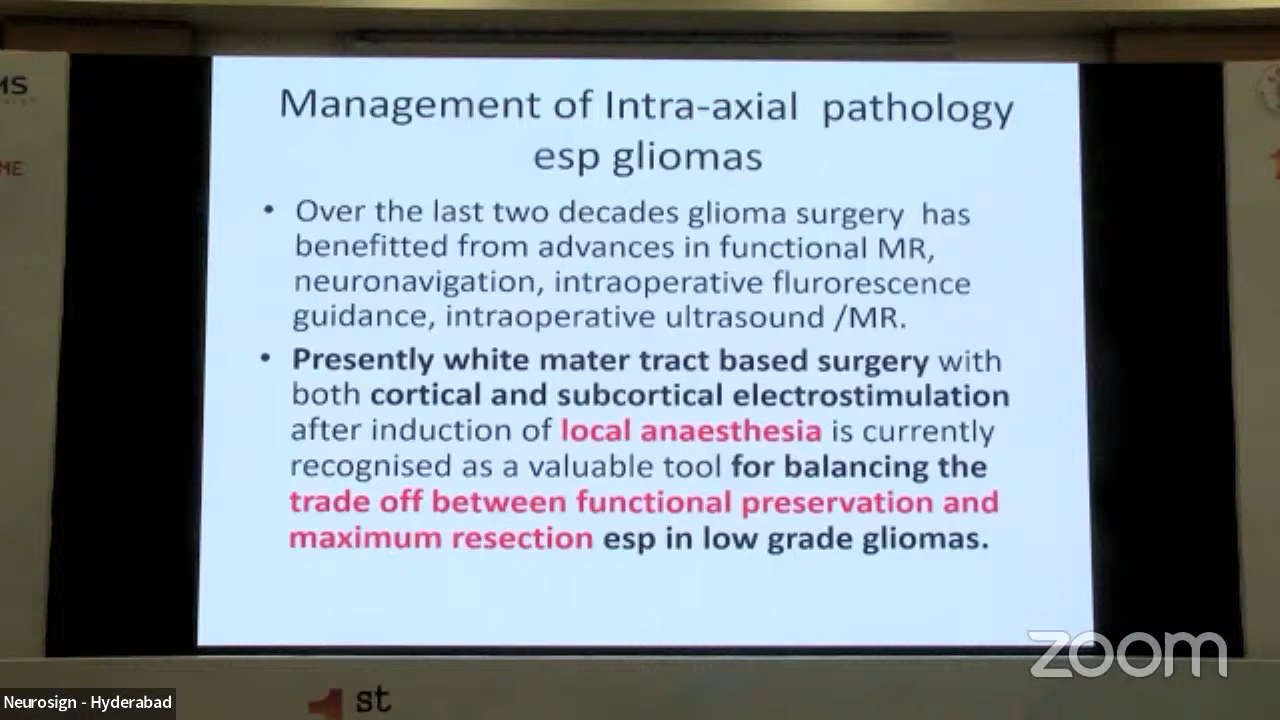 Management of Intra-axial pathology
esp gliomas
• Over the last two decades glioma surgery has
benefitted from advances in functional MR,
neuronavigation, intraoperative flurorescence
guidance, intraoperative ultrasound /MR.
• Presently white mater tract based surgery with
both cortical and subcortical electrostimulation
after induction of local anaesthesia is currently
recognised as a valuable tool for balancing the
trade off between functional preservation and
maximum resection esp in low grade gliomas.
MS
ME
zoom
Neurosign - Hyderabad
1st